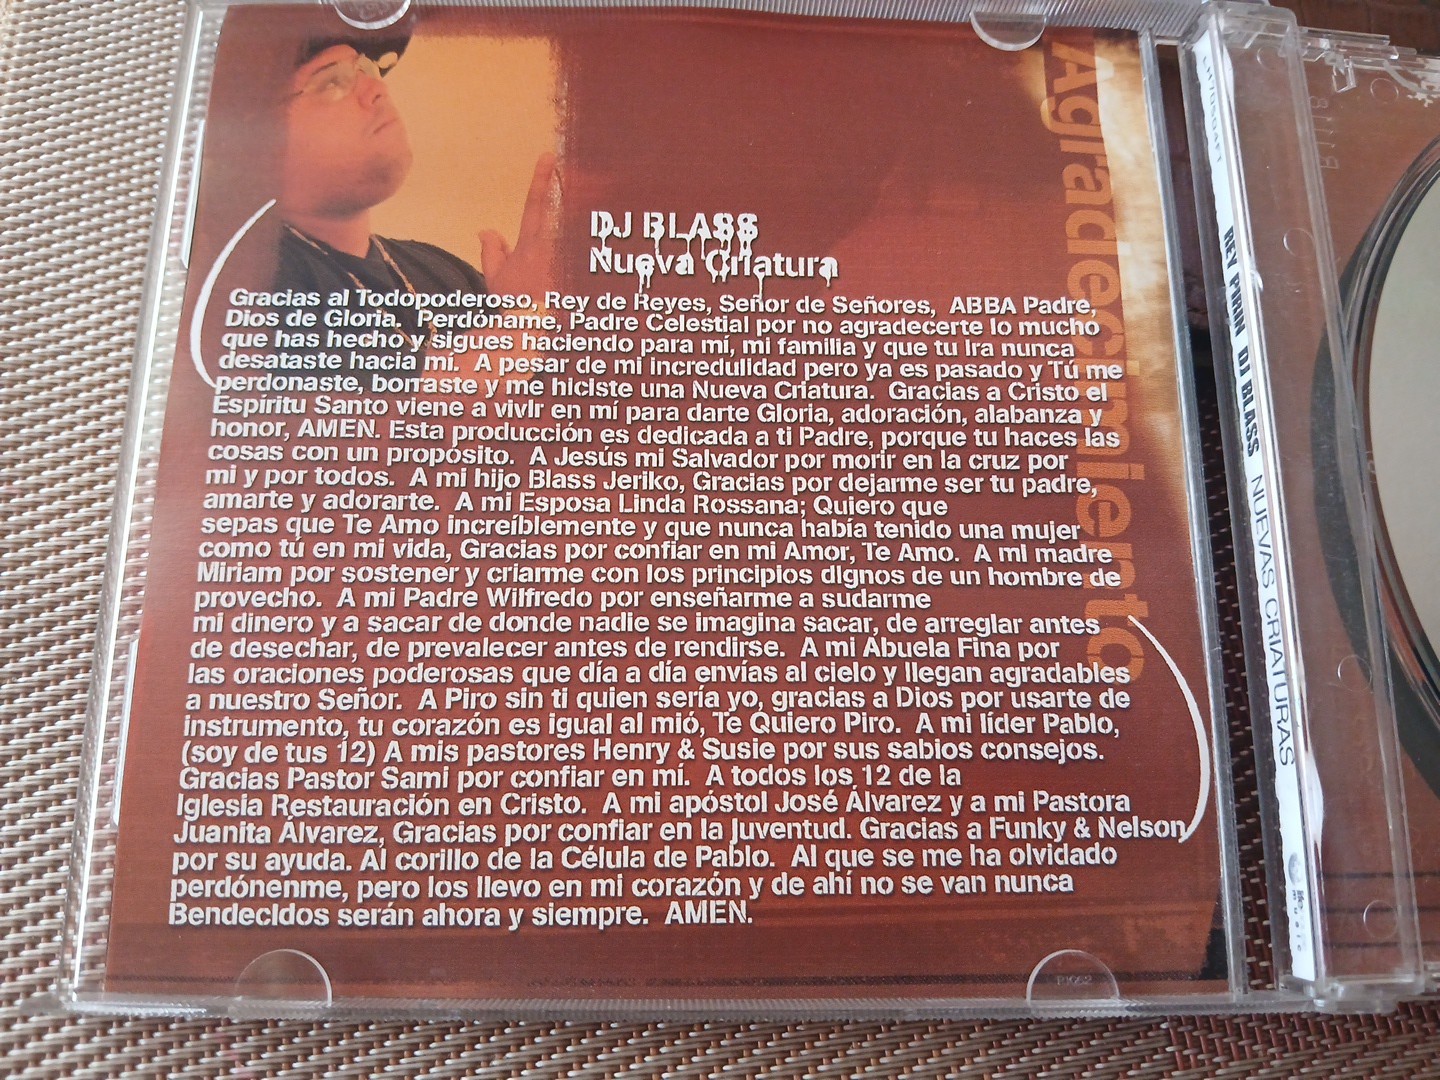 Agradecimiento
DJ BLASS
Nueva Criatura
Gracias al Todopoderoso, Rey de Reyes, Señor de Señores, ABBA Padre,
Dios de Gloria. Perdóname, Padre Celestial por no agradecerte lo mucho
que has hecho y sigues haciendo para mí, mi familia y que tu Ira nunca
desataste hacia mí. A pesar de mi incredulidad pero ya es pasado y Tú me
perdonaste, borraste y me hiciste una Nueva Criatura. Gracias a Cristo el
Espíritu Santo viene a vivir en mí para darte Gloria, adoración, alabanza y
honor, AMEN. Esta producción es dedicada a ti Padre, porque tu haces las
cosas con un propósito. A Jesús mi Salvador por morir en la cruz por
mi y por todos. A mi hijo Blass Jeriko, Gracias por dejarme ser tu padre,
amarte y adorarte. A mi Esposa Linda Rossana; Quiero que
sepas que Te Amo increíblemente y que nunca había tenido una mujer
como tú en mi vida, Gracias por confiar en mi Amor, Te Amo. A mi madre
Miriam por sostener y criarme con los principios dignos de un hombre de
provecho. A mi Padre Wilfredo por enseñarme a sudarme
mi dinero y a sacar de donde nadie se imagina sacar, de arreglar antes
de desechar, de prevalecer antes de rendirse. A mi Abuela Fina por
las oraciones poderosas que día a día envías al cielo y llegan agradables
a nuestro Señor. A Piro sin ti quien sería yo, gracias a Dios por usarte de
instrumento, tu corazón es igual al mió, Te Quiero Piro. A mi líder Pablo,
(soy de tus 12) A mis pastores Henry & Susie por sus sabios consejos.
Gracias Pastor Sami por confiar en mí. A todos los 12 de la
Iglesia Restauración en Cristo. A mi apóstol José Álvarez y a mi Pastora
Juanita Álvarez, Gracias por confiar en la Juventud. Gracias a Funky & Nelson
por su ayuda. Al corillo de la Célula de Pablo. Al que se me ha olvidado
perdónenme, pero los llevo en mi corazón y de ahí no se van nunca
Bendecidos serán ahora y siempre. AMEN.
REY PIRIN DJ BLASS NUEVAS CRIATURAS